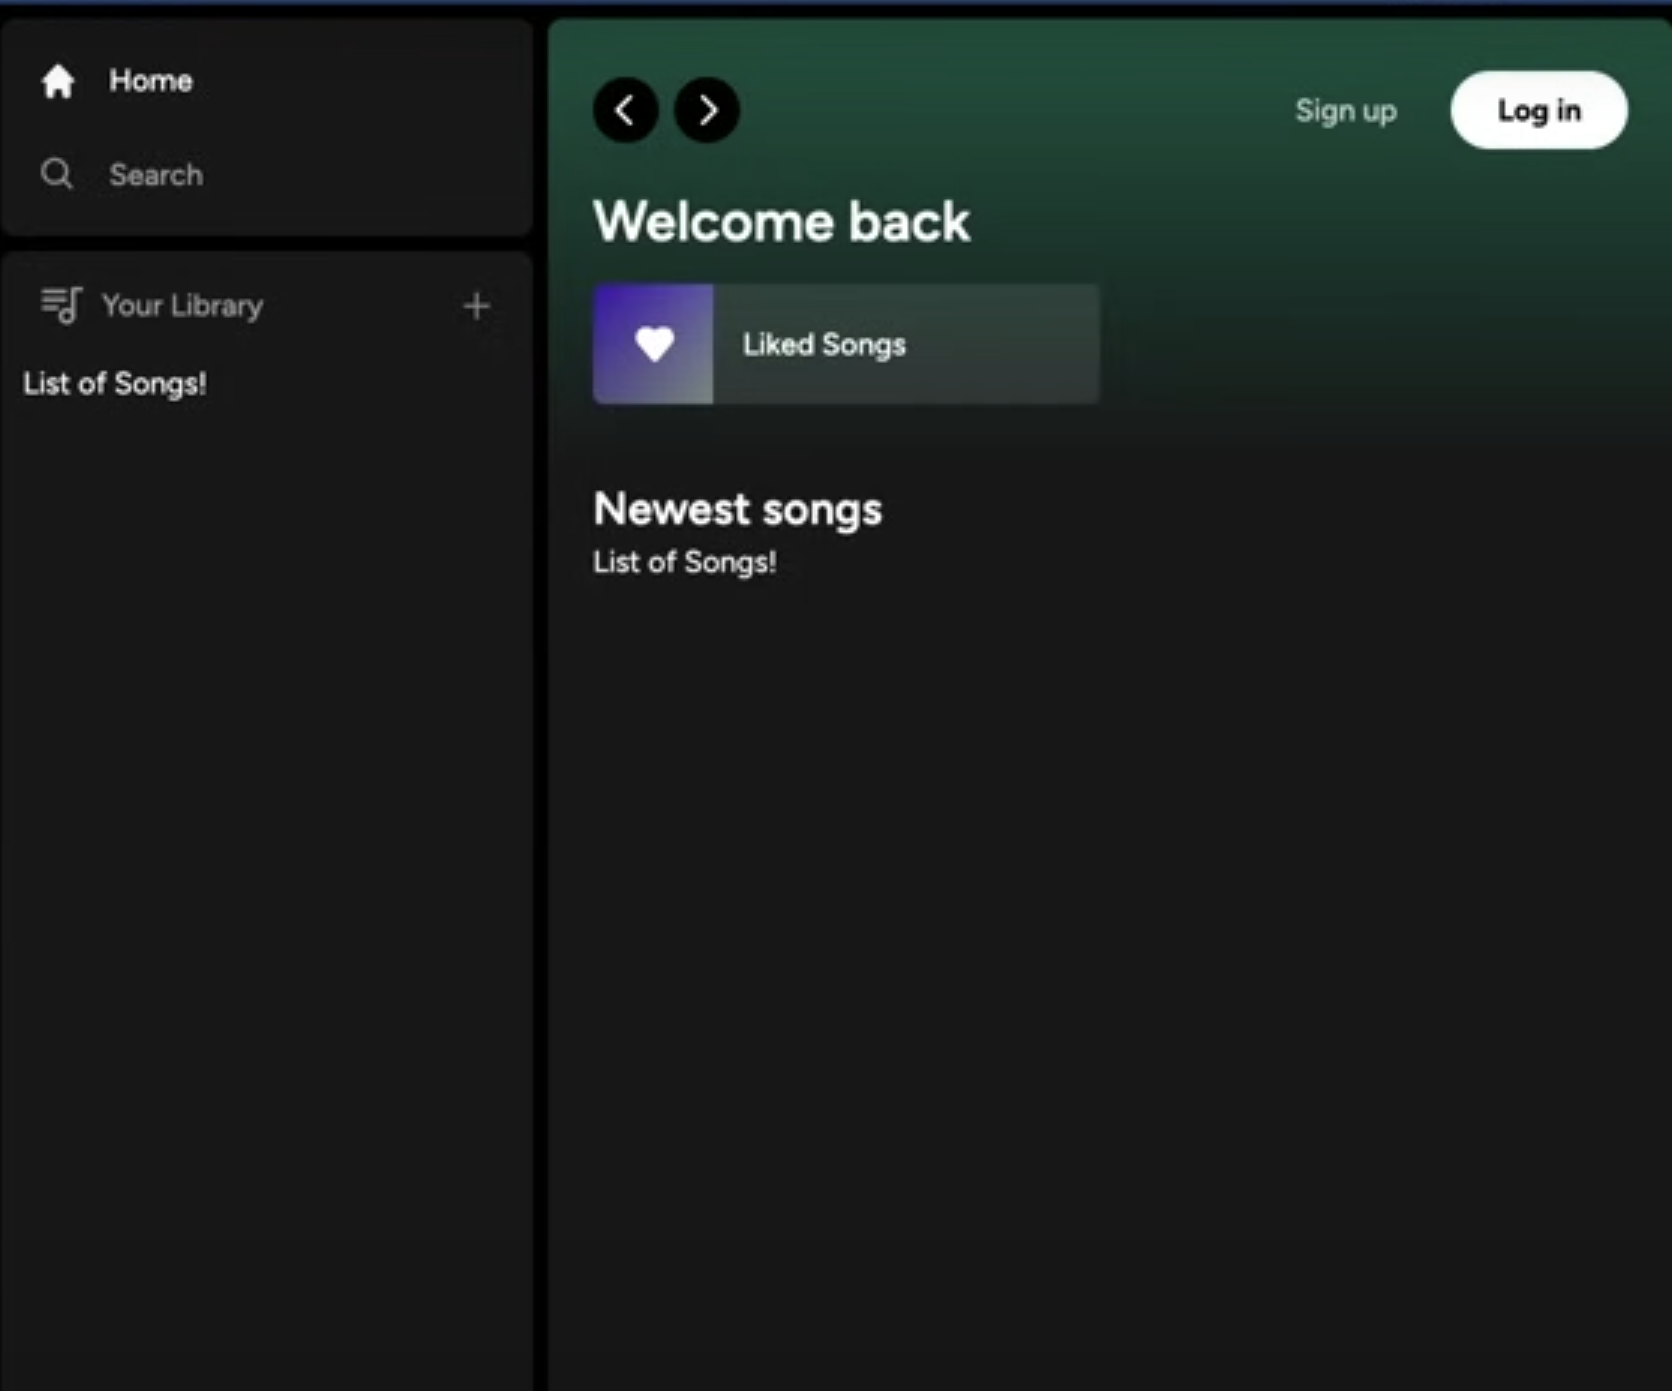 Home
Search
Your Library
List of Songs!
Sign up
Log in
Welcome back
Liked Songs
Newest songs
List of Songs!